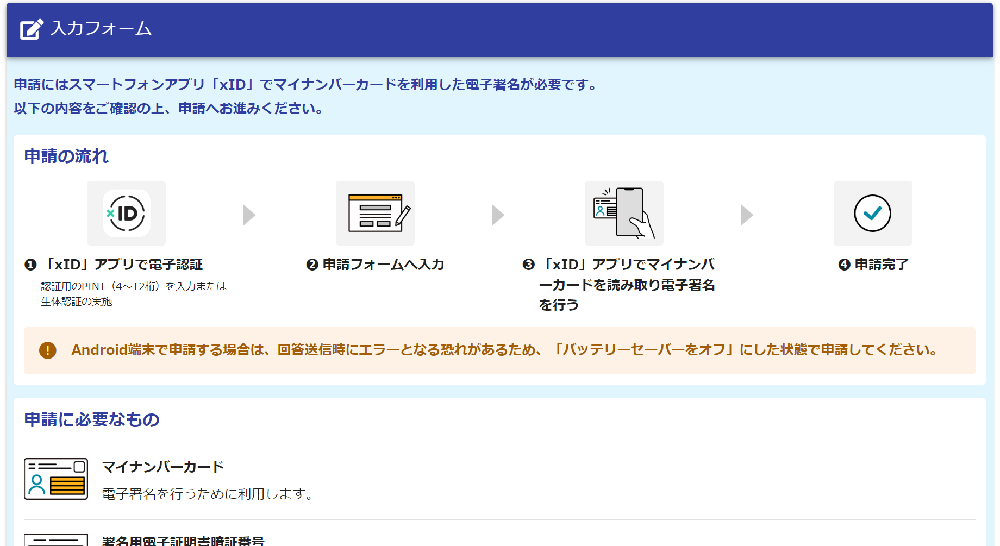 入力フォーム
申請にはスマートフォンアプリ「xID」でマイナンバーカードを利用した電子署名が必要です。
以下の内容をご確認の上、申請へお進みください。
申請の流れ
xID
❶ 「xID」アプリで電子認証
認証用のPIN1（4～12桁）を入力または
生体認証の実施
❷ 申請フォームへ入力
❸ 「xID」アプリでマイナンバ
ーカードを読み取り電子署名
を行う
❹ 申請完了
Android端末で申請する場合は、回答送信時にエラーとなる恐れがあるため、「バッテリーセーバーをオフ」にした状態で申請してください。
申請に必要なもの
マイナンバーカード
電子署名を行うために利用します。
署名用電子証明書暗証番号